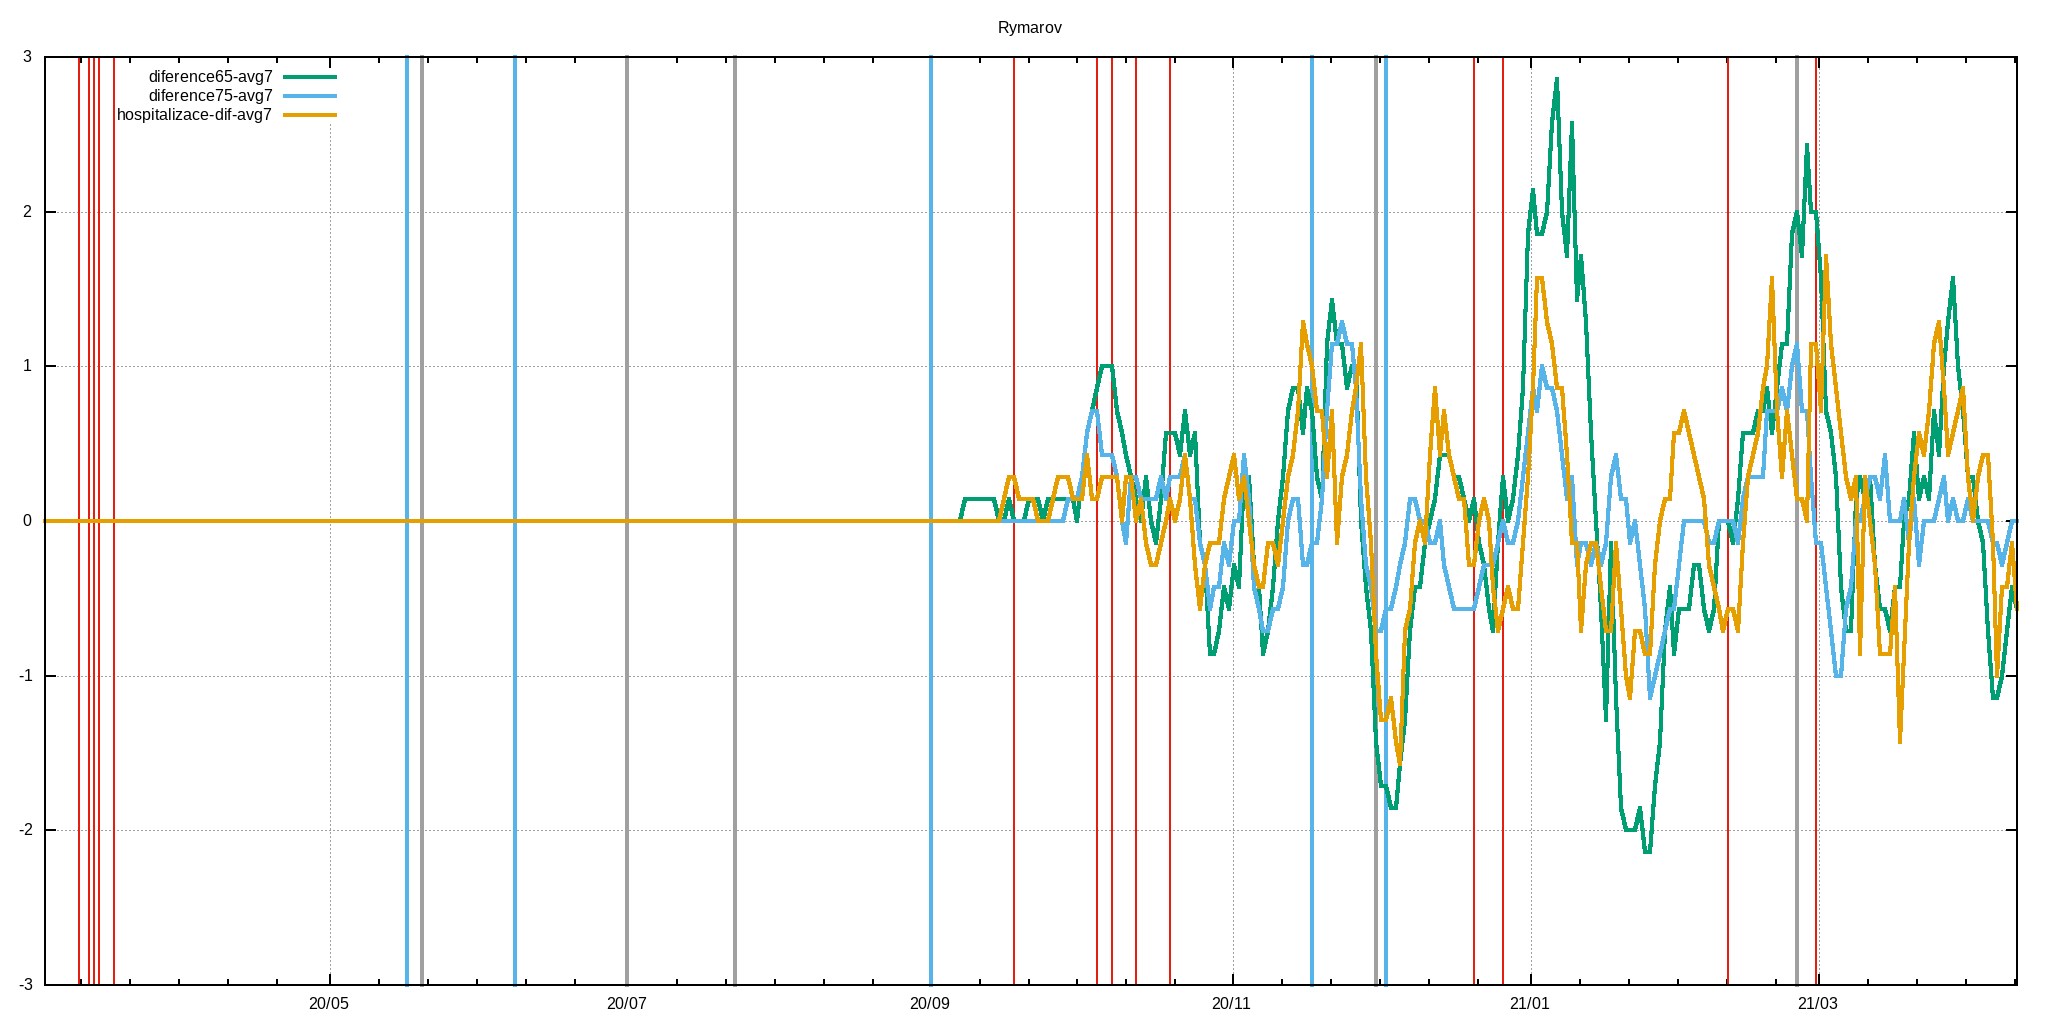 Rymarov
diference65-avg7
diference75-avg7
hospitalizace-dif-avg7
3
2
1
0
-1
-2
-3
20/05 20/07 20/09 20/11 21/01 21/03